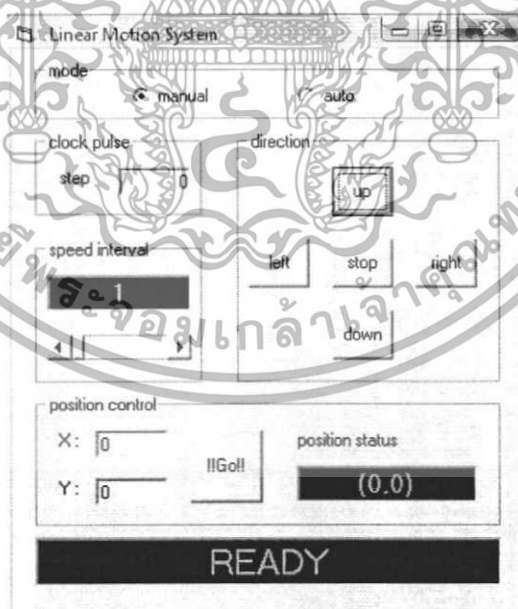 Linear Motion System
mode
manual auto
clock pulse
step 0
direction
up
left stop right
down
speed interval
1
position control
X: 0
Y: 0
!!Go!!
position status
(0,0)
READY